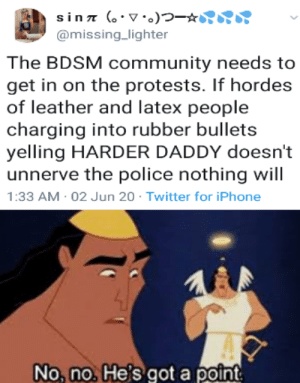 sinπ (｡･▽･｡)つ━☆💦💦💦
@missing_lighter
The BDSM community needs to
get in on the protests. If hordes
of leather and latex people
charging into rubber bullets
yelling HARDER DADDY doesn't
unnerve the police nothing will
1:33 AM · 02 Jun 20 · Twitter for iPhone
No, no. He's got a point.